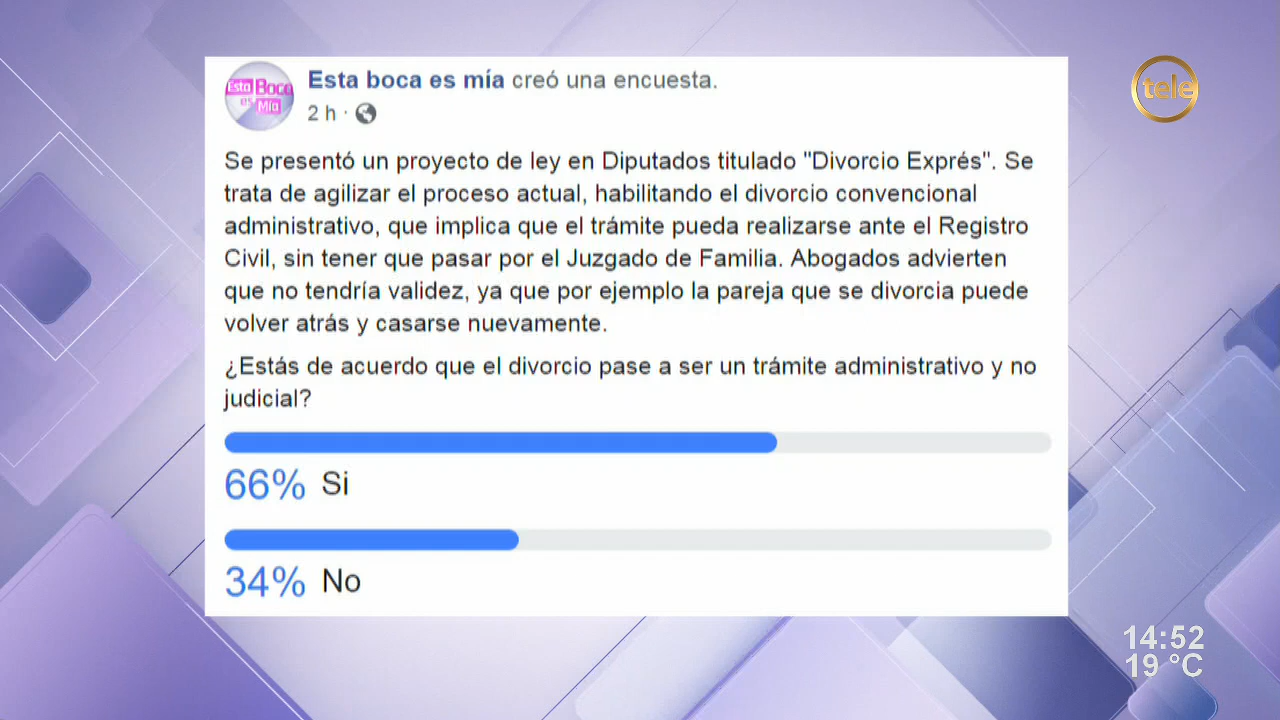 Esta Boca
es Mía
Esta boca es mía creó una encuesta.
2 h ·
tele
Se presentó un proyecto de ley en Diputados titulado "Divorcio Exprés". Se
trata de agilizar el proceso actual, habilitando el divorcio convencional
administrativo, que implica que el trámite pueda realizarse ante el Registro
Civil, sin tener que pasar por el Juzgado de Familia. Abogados advierten
que no tendría validez, ya que por ejemplo la pareja que se divorcia puede
volver atrás y casarse nuevamente.
¿Estás de acuerdo que el divorcio pase a ser un trámite administrativo y no
judicial?
66% Si
34% No
14:52
19 °C